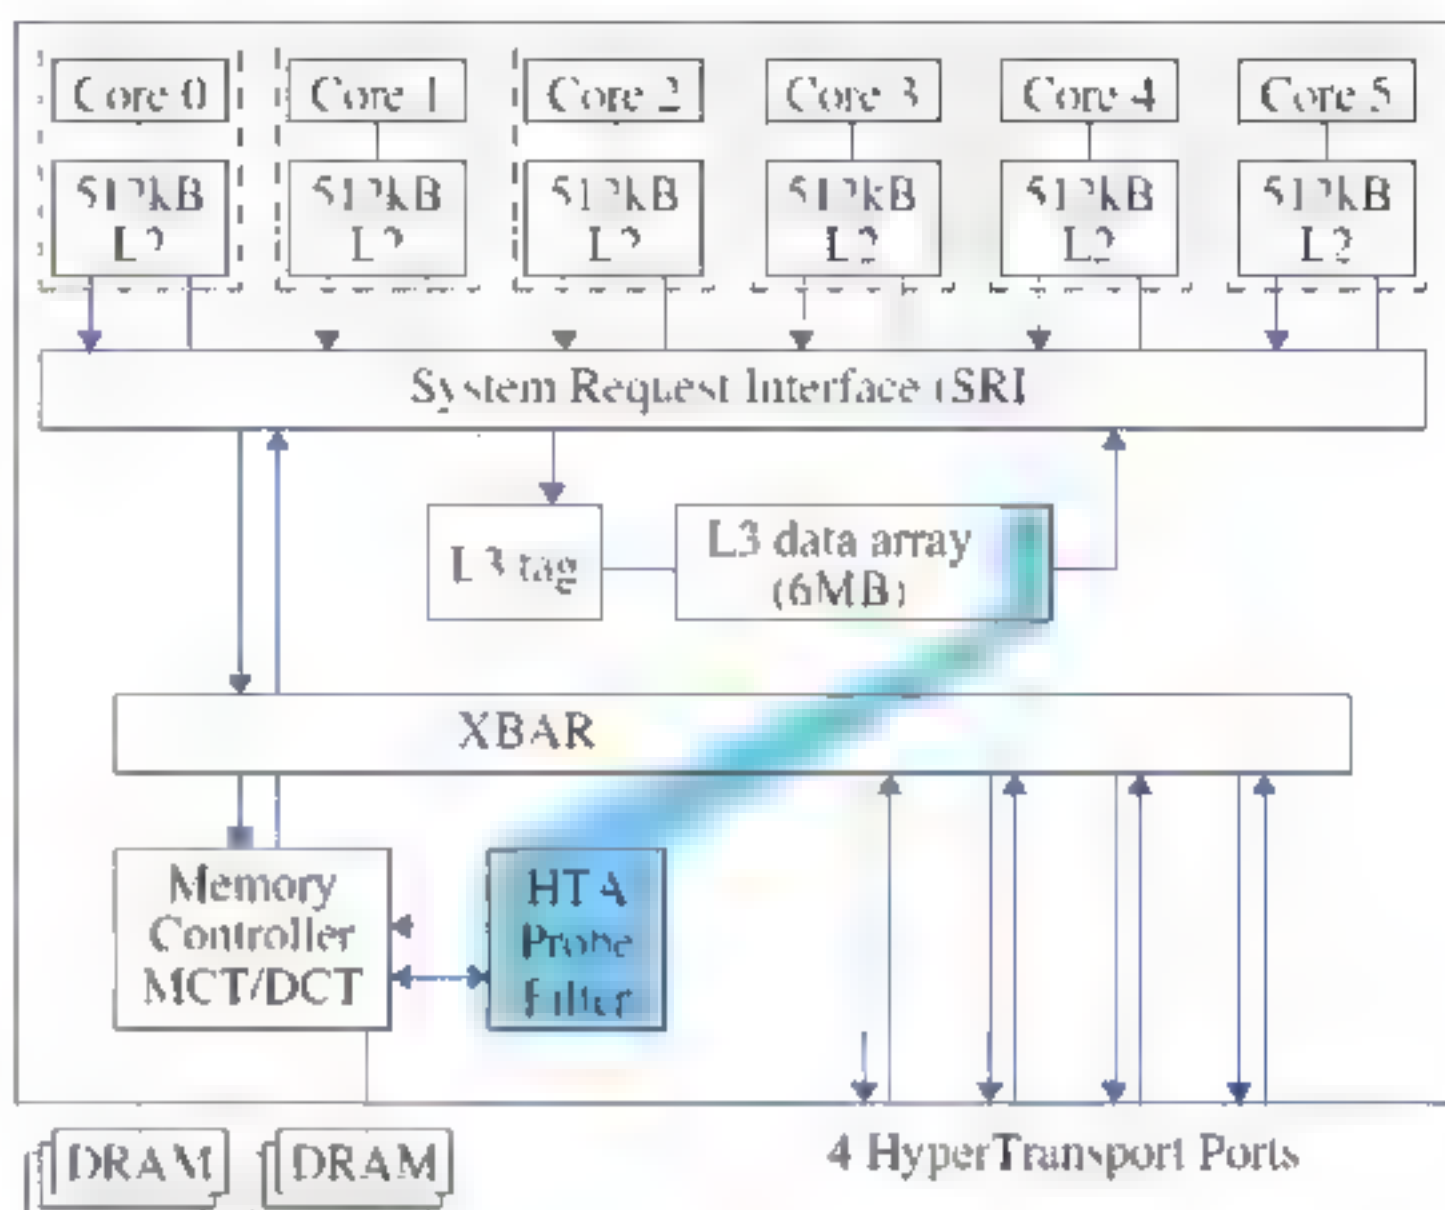 Core 0
Core 1
Core 2
Core 3
Core 4
Core 5
512kB
L2
512kB
L2
512kB
L2
512kB
L2
512kB
L2
512kB
L2
System Request Interface (SRI
L3 tag
L3 data array
(6MB)
XBAR
Memory
Controller
MCT/DCT
HTA
Probe
Filter
DRAM
DRAM
4 HyperTransport Ports